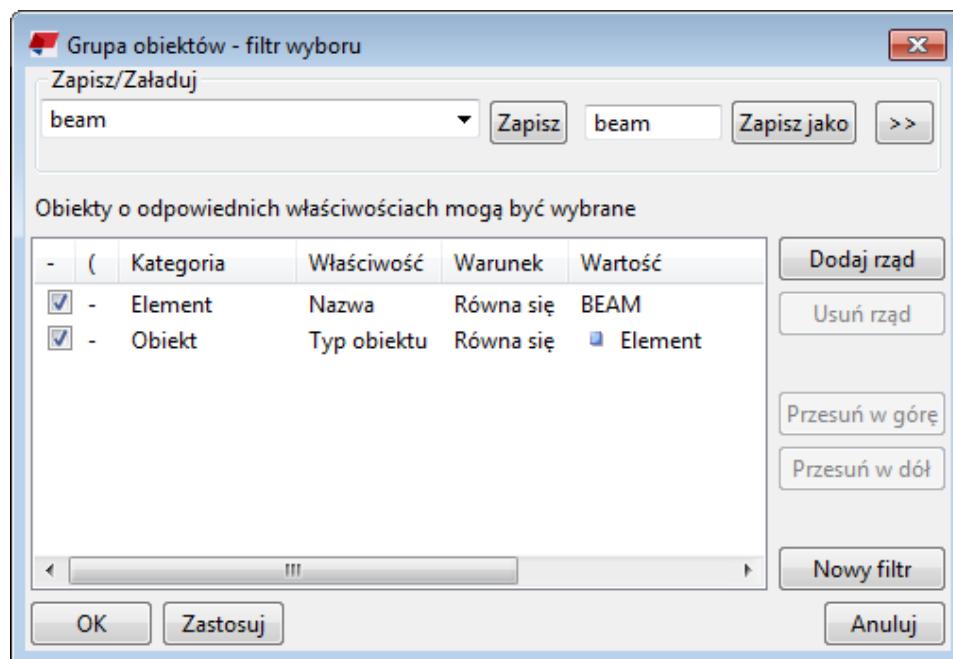 Grupa obiektów - filtr wyboru
Zapisz/Załaduj
beam Zapisz beam Zapisz jako >>
Obiekty o odpowiednich właściwościach mogą być wybrane
- ( Kategoria Właściwość Warunek Wartość
- Element Nazwa Równa się BEAM
- Obiekt Typ obiektu Równa się Element
Dodaj rząd
Usuń rząd
Przesuń w górę
Przesuń w dół
Nowy filtr
OK Zastosuj Anuluj